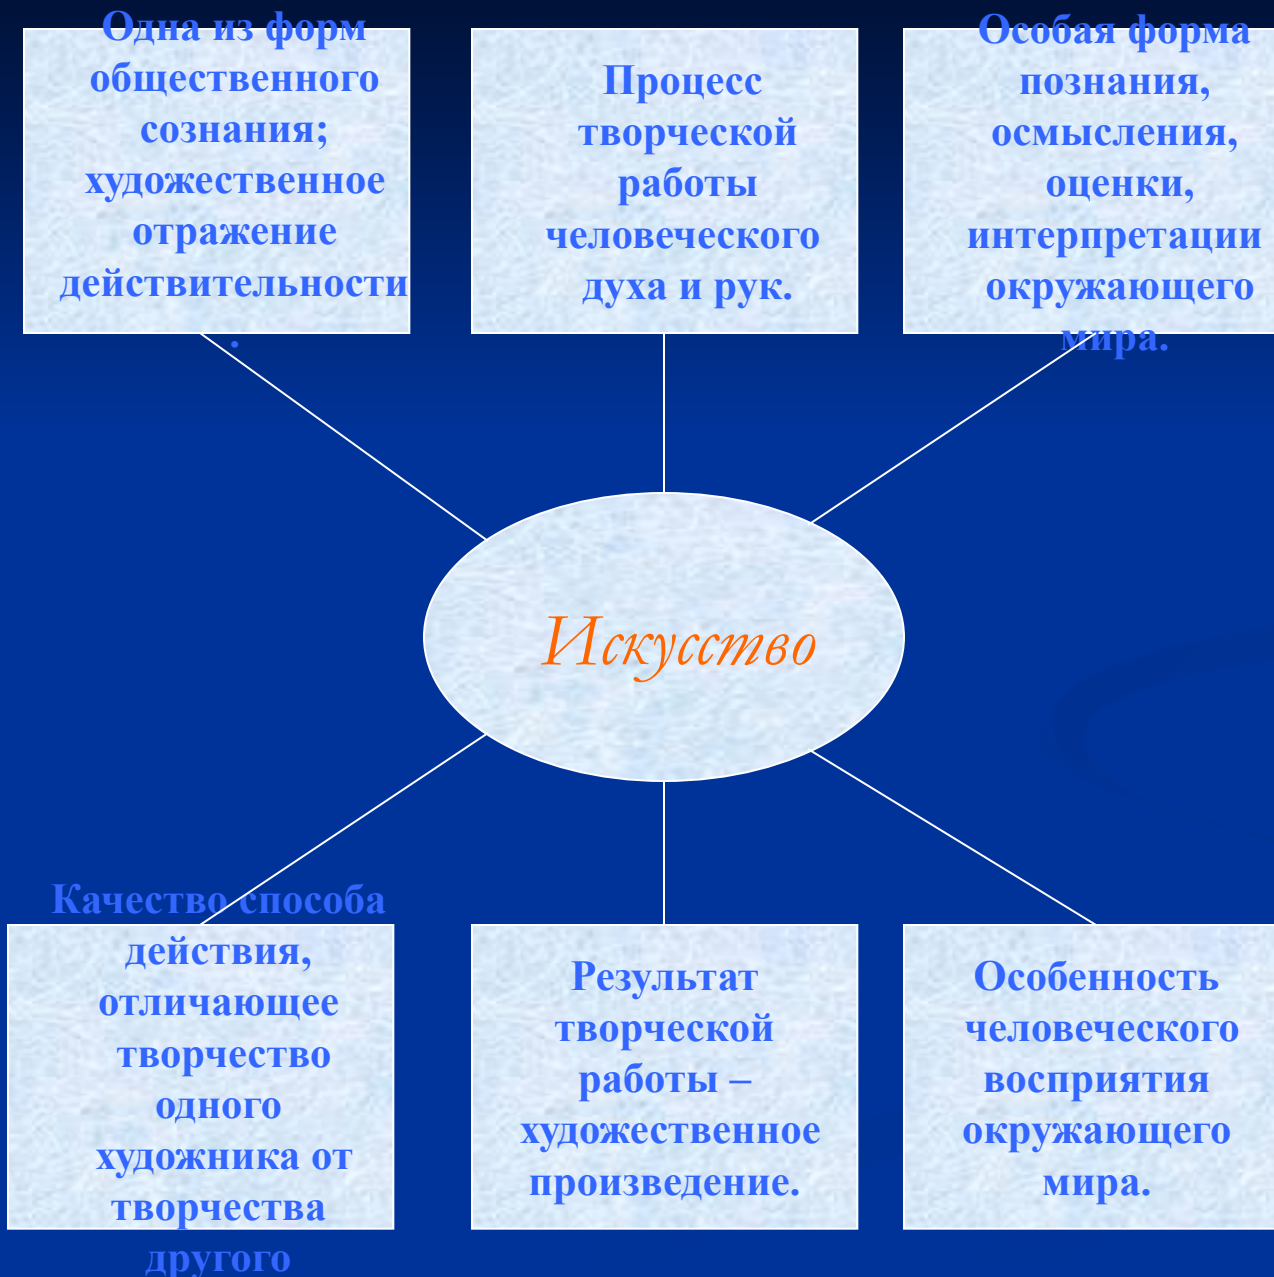 Одна из форм
общественного
сознания;
художественное
отражение
действительности
.
Процесс
творческой
работы
человеческого
духа и рук.
Особая форма
познания,
осмысления,
оценки,
интерпретации
окружающего
мира.
Искусство
Качество способа
действия,
отличающее
творчество
одного
художника от
творчества
другого
Результат
творческой
работы –
художественное
произведение.
Особенность
человеческого
восприятия
окружающего
мира.